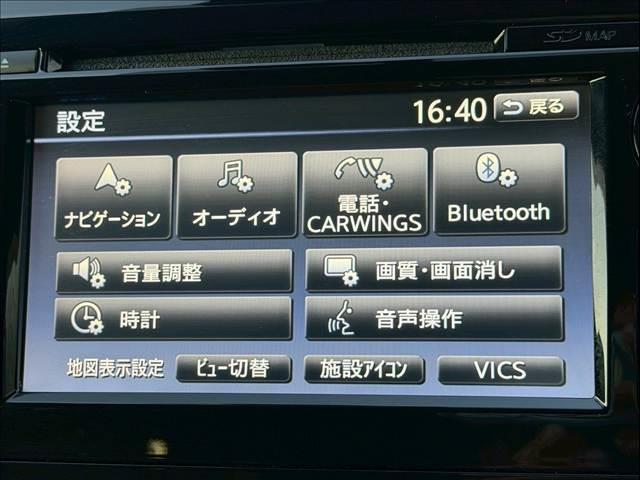 SD MAP
設定
16:40 戻る
ナビゲーション
オーディオ
電話・
CARWINGS
Bluetooth
音量調整
画質・画面消し
時計
音声操作
地図表示設定
ビュー切替
施設アイコン
VICS